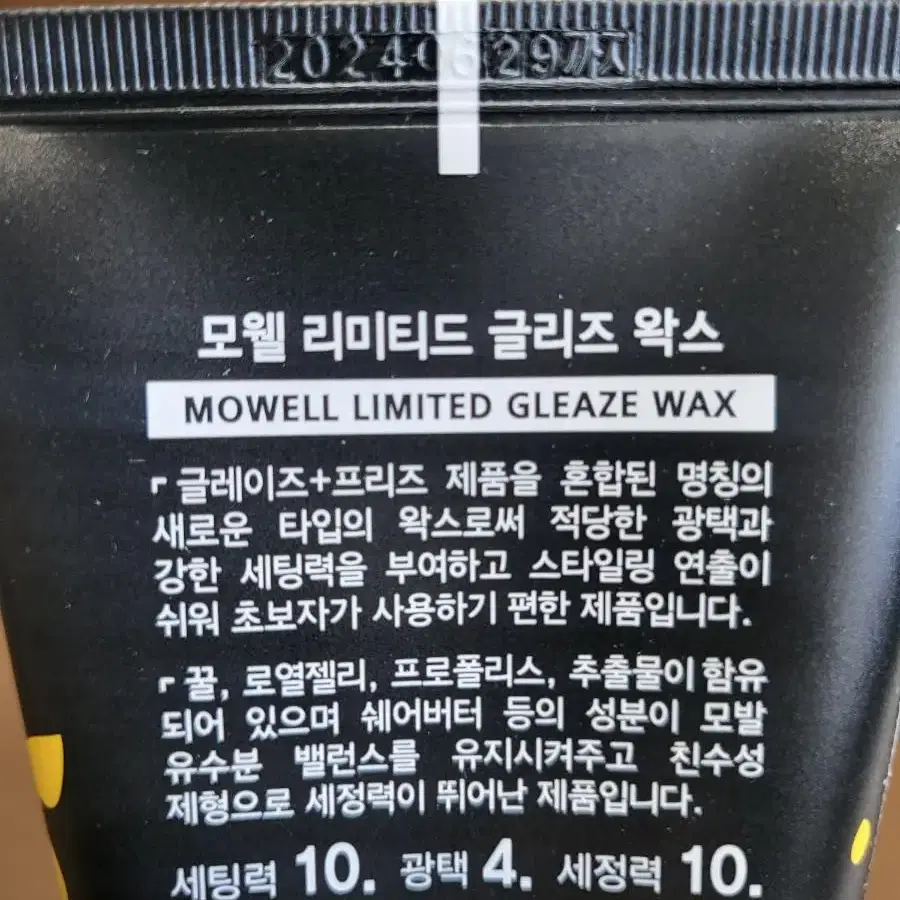 20240629까지
모웰 리미티드 글리즈 왁스
MOWELL LIMITED GLEAZE WAX
「글레이즈+프리즈 제품을 혼합된 명칭의
새로운 타입의 왁스로써 적당한 광택과
강한 세팅력을 부여하고 스타일링 연출이
쉬워 초보자가 사용하기 편한 제품입니다.
「꿀, 로열젤리, 프로폴리스, 추출물이 함유
되어 있으며 쉐어버터 등의 성분이 모발
유수분 밸런스를 유지시켜주고 친수성
제형으로 세정력이 뛰어난 제품입니다.
세팅력 10. 광택 4. 세정력 10.